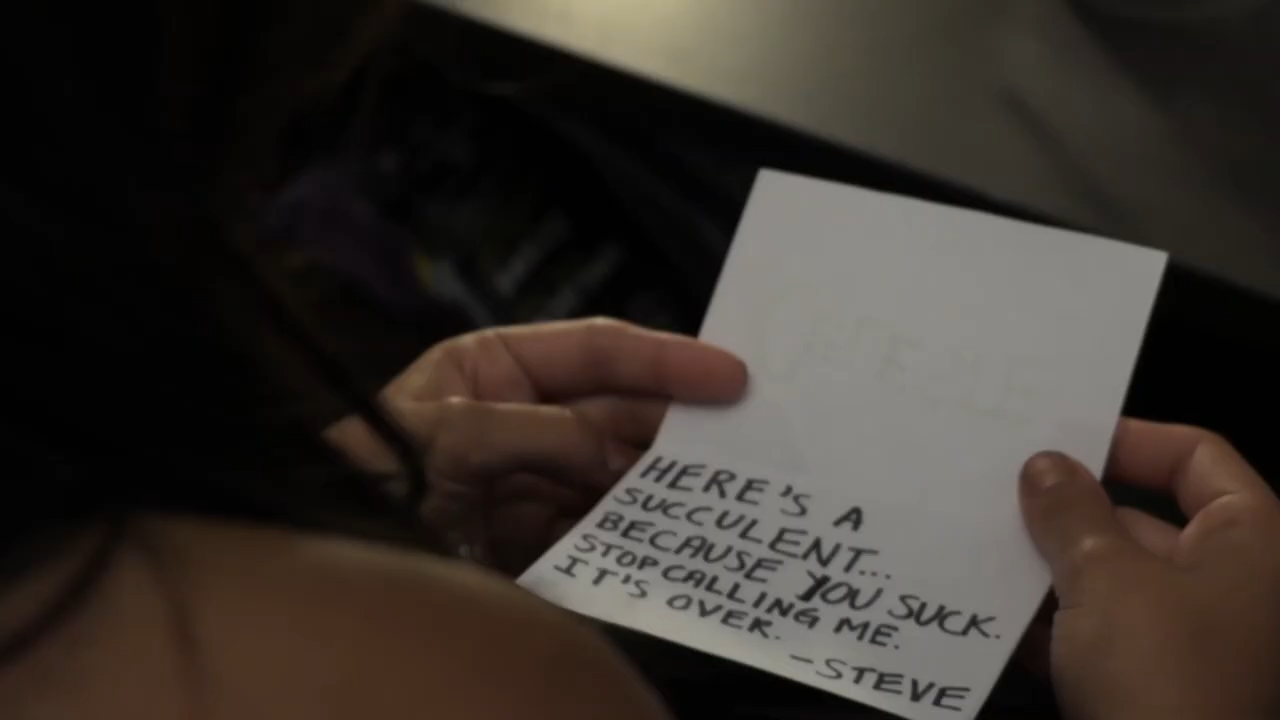 HERE'S A
SUCCULENT...
BECAUSE YOU SUCK.
STOP CALLING ME.
IT'S OVER.
-STEVE